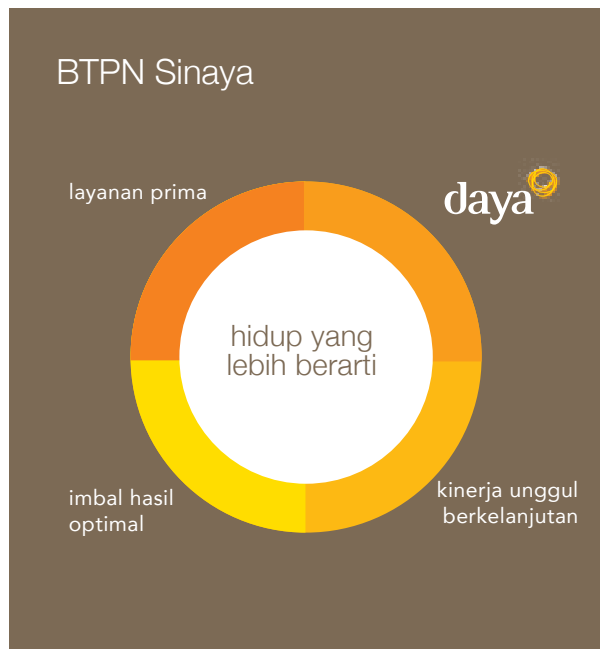 BTPN Sinaya
layanan prima
daya
hidup yang
lebih berarti
imbal hasil
optimal
kinerja unggul
berkelanjutan